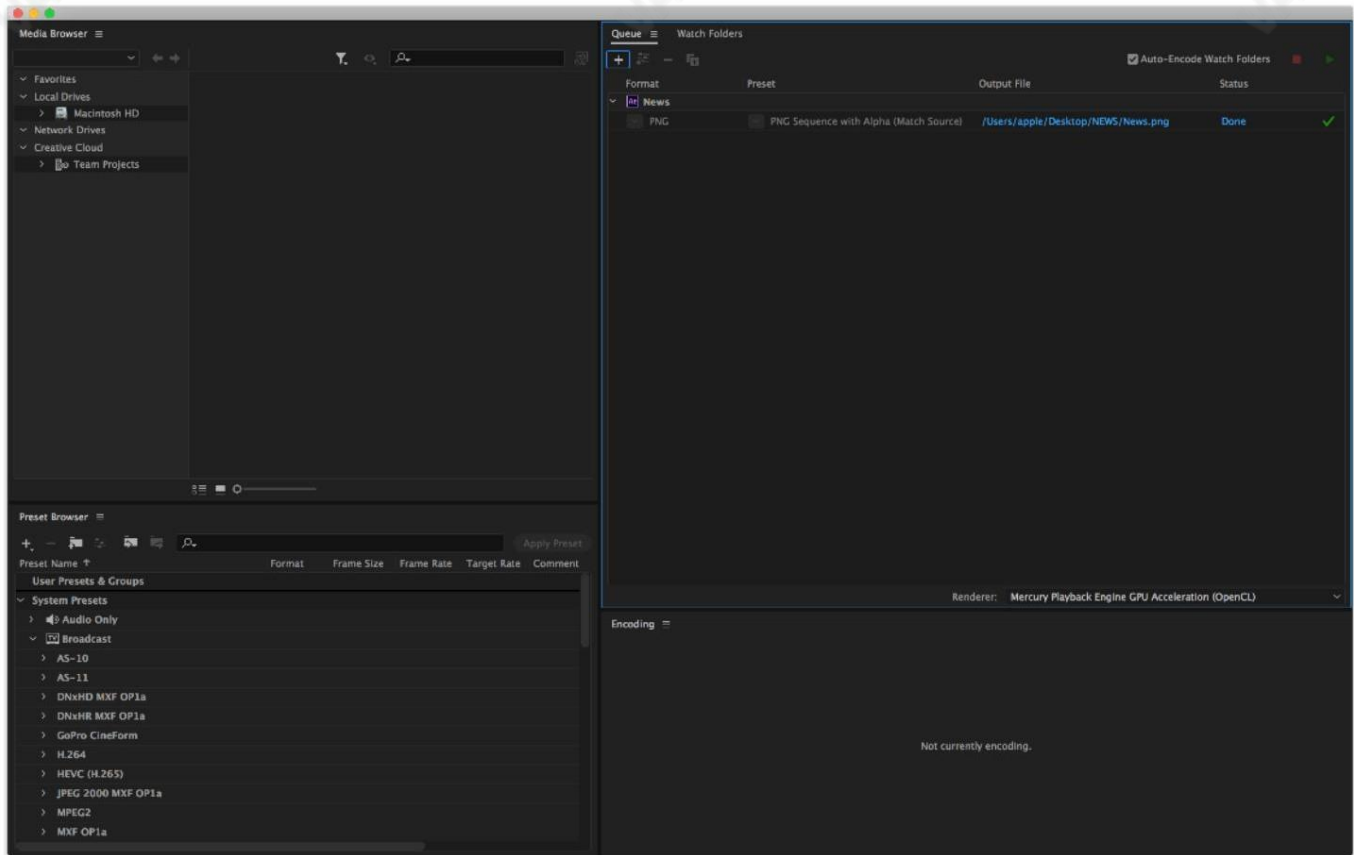 Media Browser
Favorites
Local Drives
Macintosh HD
Network Drives
Creative Cloud
Team Projects
Preset Browser
Apply Preset
Preset Name Format Frame Size Frame Rate Target Rate Comment
User Presets & Groups
System Presets
Audio Only
TV Broadcast
AS-10
AS-11
DNxHD MXF OP1a
DNxHR MXF OP1a
GoPro CineForm
H.264
HEVC (H.265)
JPEG 2000 MXF OP1a
MPEG2
MXF OP1a
Queue Watch Folders
Auto-Encode Watch Folders
Format Preset Output File Status
Ae News
PNG PNG Sequence with Alpha (Match Source) /Users/apple/Desktop/NEWS/News.png Done
Renderer: Mercury Playback Engine GPU Acceleration (OpenCL)
Encoding
Not currently encoding.